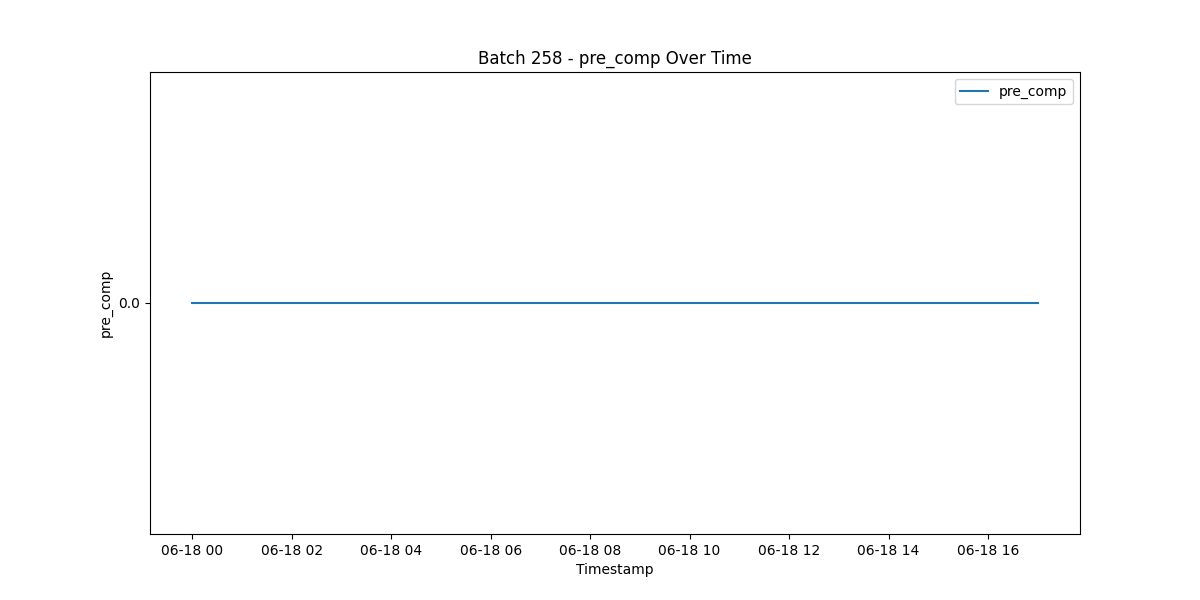 Batch 258 - pre_comp Over Time
pre_comp
pre_comp
0.0
06-18 00 06-18 02 06-18 04 06-18 06 06-18 08 06-18 10 06-18 12 06-18 14 06-18 16
Timestamp